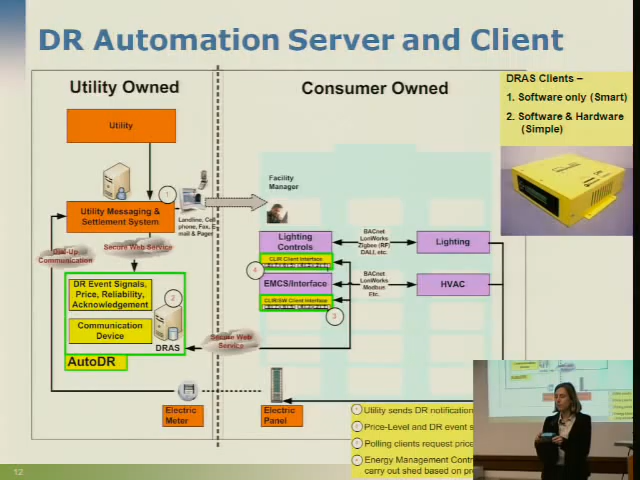 DR Automation Server and Client
Utility Owned
Consumer Owned
DRAS Clients –
1. Software only (Smart)
2. Software & Hardware
(Simple)
Utility
Facility
Manager
1
Utility Messaging &
Settlement System
Landline, Cell
phone, Fax, E
mail & Pager
Dial-Up
Communication
Secure Web Service
Lighting
Controls
CLIR Client Interface
BACnet
LonWorks
Zigbee (RF)
DALI, etc.
Lighting
4
EMCS/Interface
CLIR/SW Client Interface
3
BACnet
LonWorks
Modbus
Etc.
HVAC
DR Event Signals,
Price, Reliability,
Acknowledgement
2
Communication
Device
DRAS
AutoDR
Secure Web
Service
Electric
Meter
Electric
Panel
Utility sends DR notification
Price-Level and DR event s
Polling clients request price
Energy Management Contr
carry out shed based on pr
12